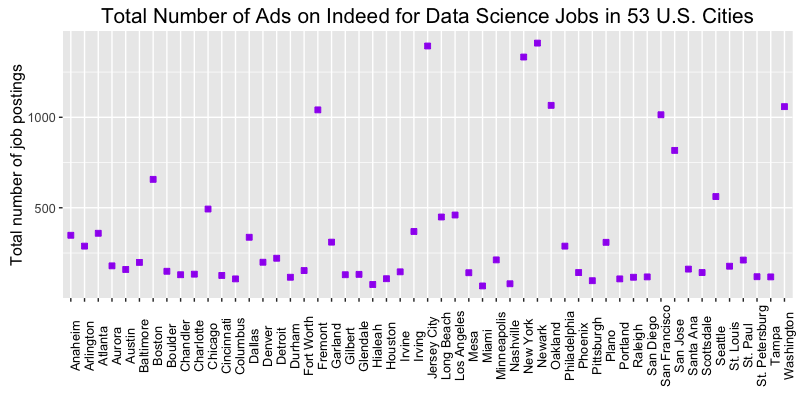 Total Number of Ads on Indeed for Data Science Jobs in 53 U.S. Cities
Total number of job postings
1000
500
Anaheim
Arlington
Atlanta
Aurora
Austin
Baltimore
Boston
Boulder
Chandler
Charlotte
Chicago
Cincinnati
Columbus
Dallas
Denver
Detroit
Durham
Fort Worth
Fremont
Garland
Gilbert
Glendale
Hialeah
Houston
Irvine
Irving
Jersey City
Long Beach
Los Angeles
Mesa
Miami
Minneapolis
Nashville
New York
Newark
Oakland
Philadelphia
Phoenix
Pittsburgh
Plano
Portland
Raleigh
San Diego
San Francisco
San Jose
Santa Ana
Scottsdale
Seattle
St. Louis
St. Paul
St. Petersburg
Tampa
Washington